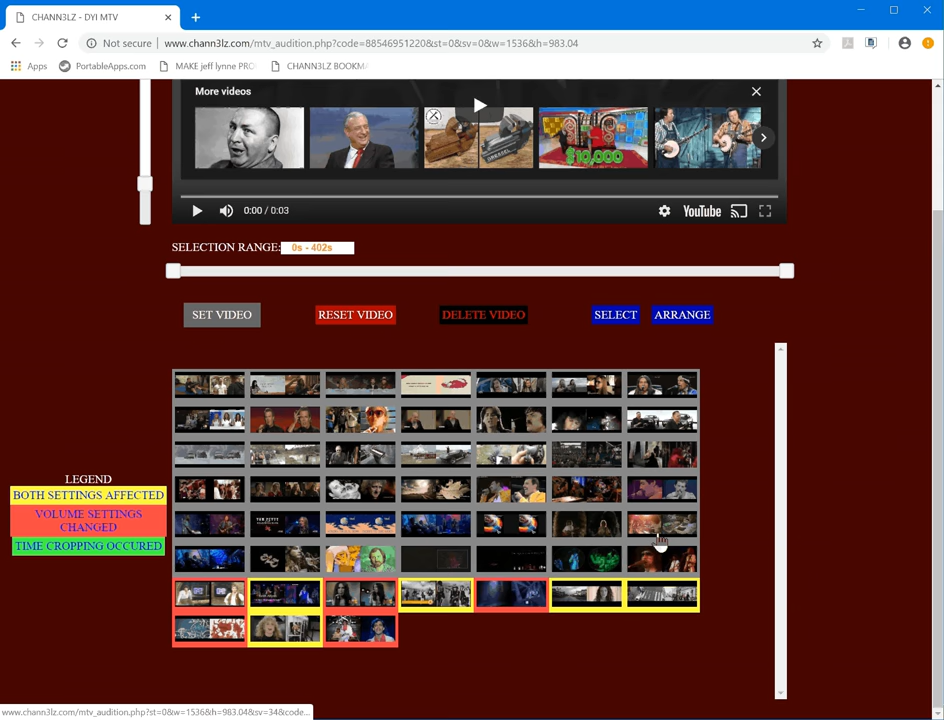 CHANN3LZ - DYI MTV
Not secure | www.chann3lz.com/mtv_audition.php?code=88546951220&st=0&sv=0&w=1536&h=983.04
Apps PortableApps.com MAKE jeff lynne PRO CHANN3LZ BOOKMA
More videos
$10,000
0:00 / 0:03 YouTube
SELECTION RANGE: 0s - 402s
SET VIDEO RESET VIDEO DELETE VIDEO SELECT ARRANGE
LEGEND
BOTH SETTINGS AFFECTED
VOLUME SETTINGS
CHANGED
TIME CROPPING OCCURED
www.chann3lz.com/mtv_audition.php?st=0&w=1536&h=983.04&sv=34&code...